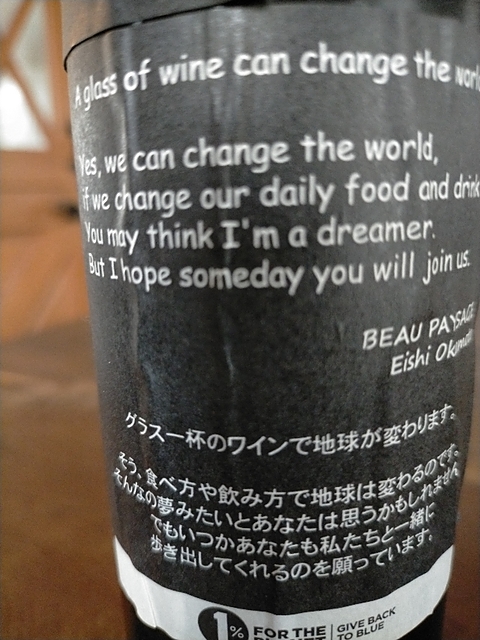 A glass of wine can change the world
Yes, we can change the world,
if we change our daily food and drink
You may think I'm a dreamer.
But I hope someday you will join us.
BEAU PAYSAGE
Eishi
グラス一杯のワインで地球が変わります。
そう、食べ方や飲み方で地球は変わるのです。
そんなの夢みたいとあなたは思うかもしれません
でもいつかあなたも私たちと一緒に
歩き出してくれるのを願っています。
1%
FOR THE
GIVE BACK
TO BLUE